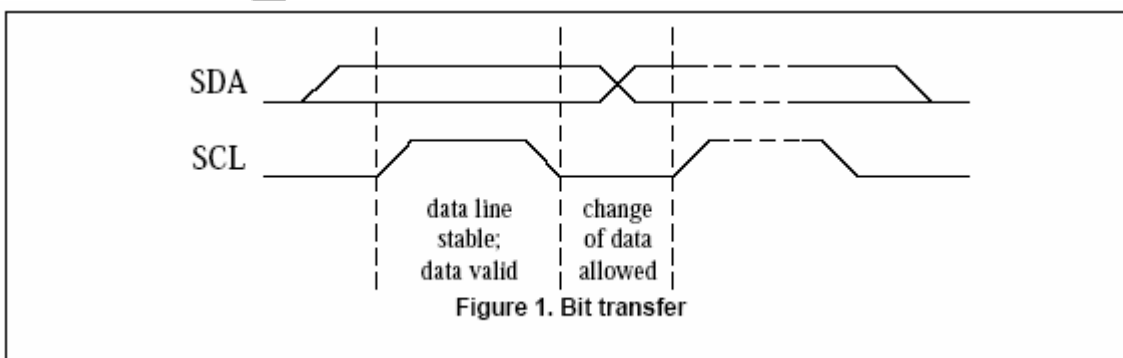 SDA
SCL
data line
stable;
data valid
change
of data
allowed
Figure 1. Bit transfer